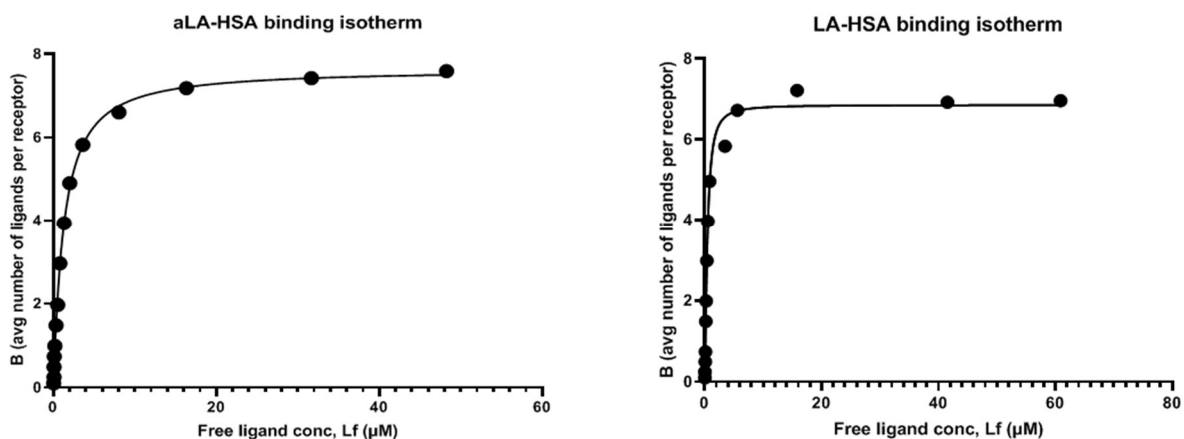 aLA-HSA binding isotherm
B (avg number of ligands per receptor)
8
6
4
2
0
0 20 40 60
Free ligand conc, Lf (µM)
LA-HSA binding isotherm
B (avg number of ligands per receptor)
8
6
4
2
0
0 20 40 60 80
Free ligand conc, Lf (µM)